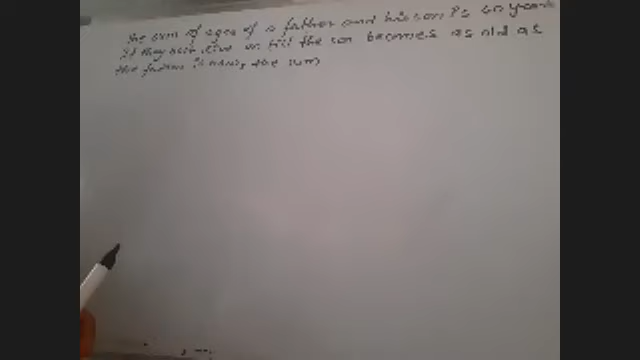 the sum of ages of a father and his son is 60 years
if they both live on till the son becomes as old as
the father is now, the sum